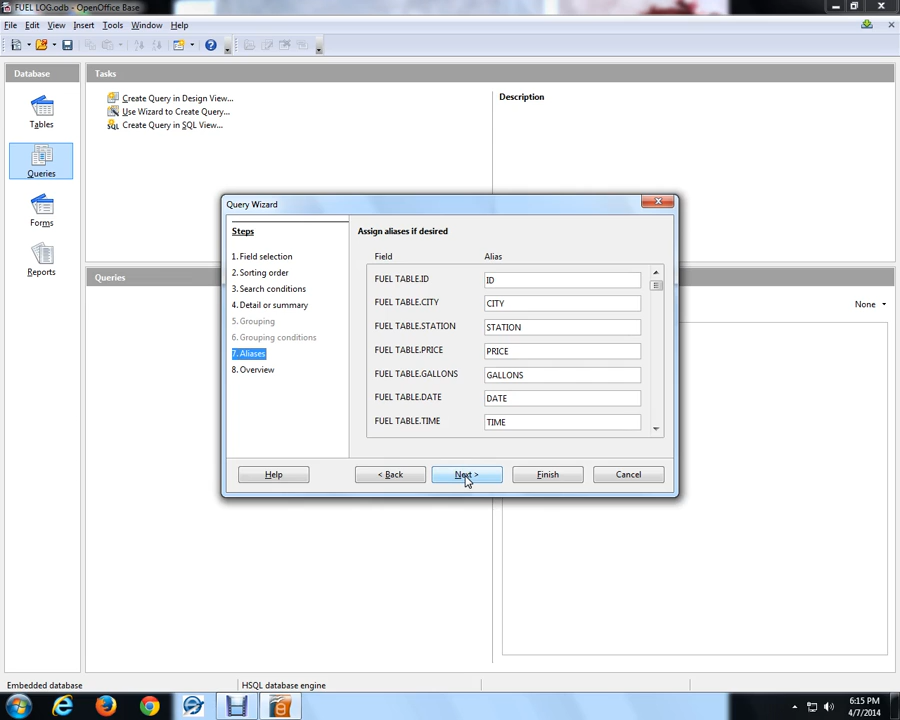 FUEL LOG.odb - OpenOffice Base
File Edit View Insert Tools Window Help
Database
Tasks
Tables
Queries
Forms
Reports
Create Query in Design View...
Use Wizard to Create Query...
SQL Create Query in SQL View...
Description
Queries
None
Query Wizard
Steps
1. Field selection
2. Sorting order
3. Search conditions
4. Detail or summary
5. Grouping
6. Grouping conditions
7. Aliases
8. Overview
Assign aliases if desired
Field Alias
FUEL TABLE.ID ID
FUEL TABLE.CITY CITY
FUEL TABLE.STATION STATION
FUEL TABLE.PRICE PRICE
FUEL TABLE.GALLONS GALLONS
FUEL TABLE.DATE DATE
FUEL TABLE.TIME TIME
Help < Back Next > Finish Cancel
Embedded database HSQL database engine
6:15 PM
4/7/2014